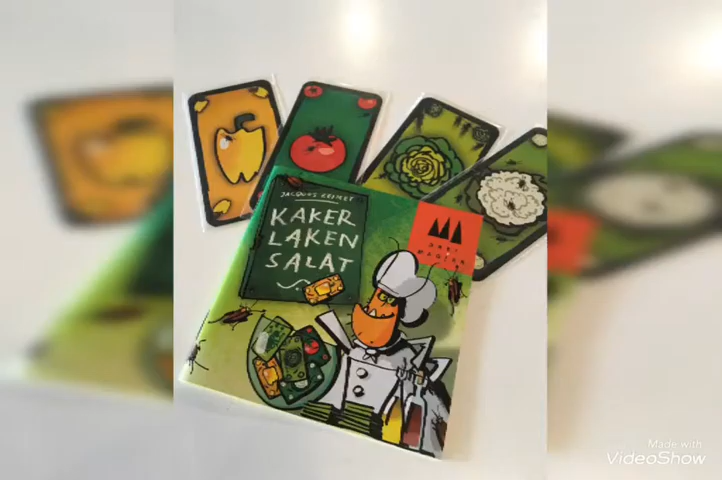 JACQUES ZEIMET
KAKER
LAKEN
SALAT
DREI
MAGIER
Made with
VideoShow